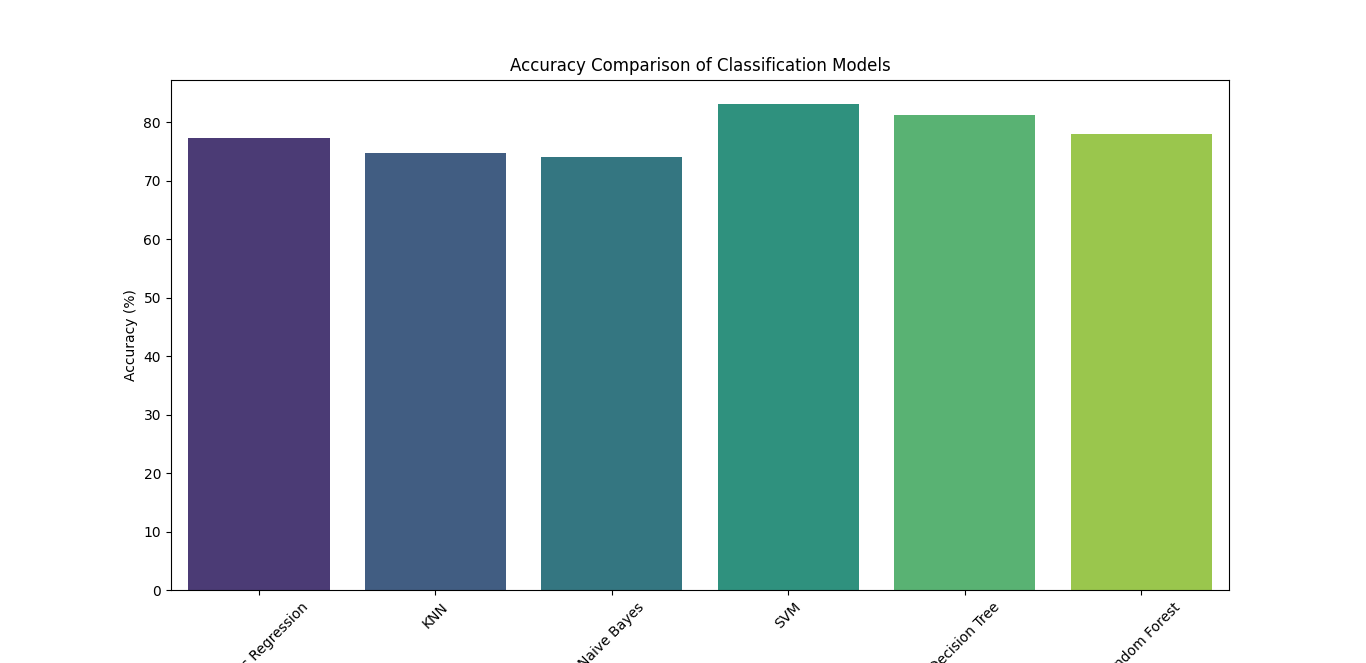 Accuracy Comparison of Classification Models
Accuracy (%)
80
70
60
50
40
30
20
10
0
Regression
KNN
Naive Bayes
SVM
Decision Tree
Forest